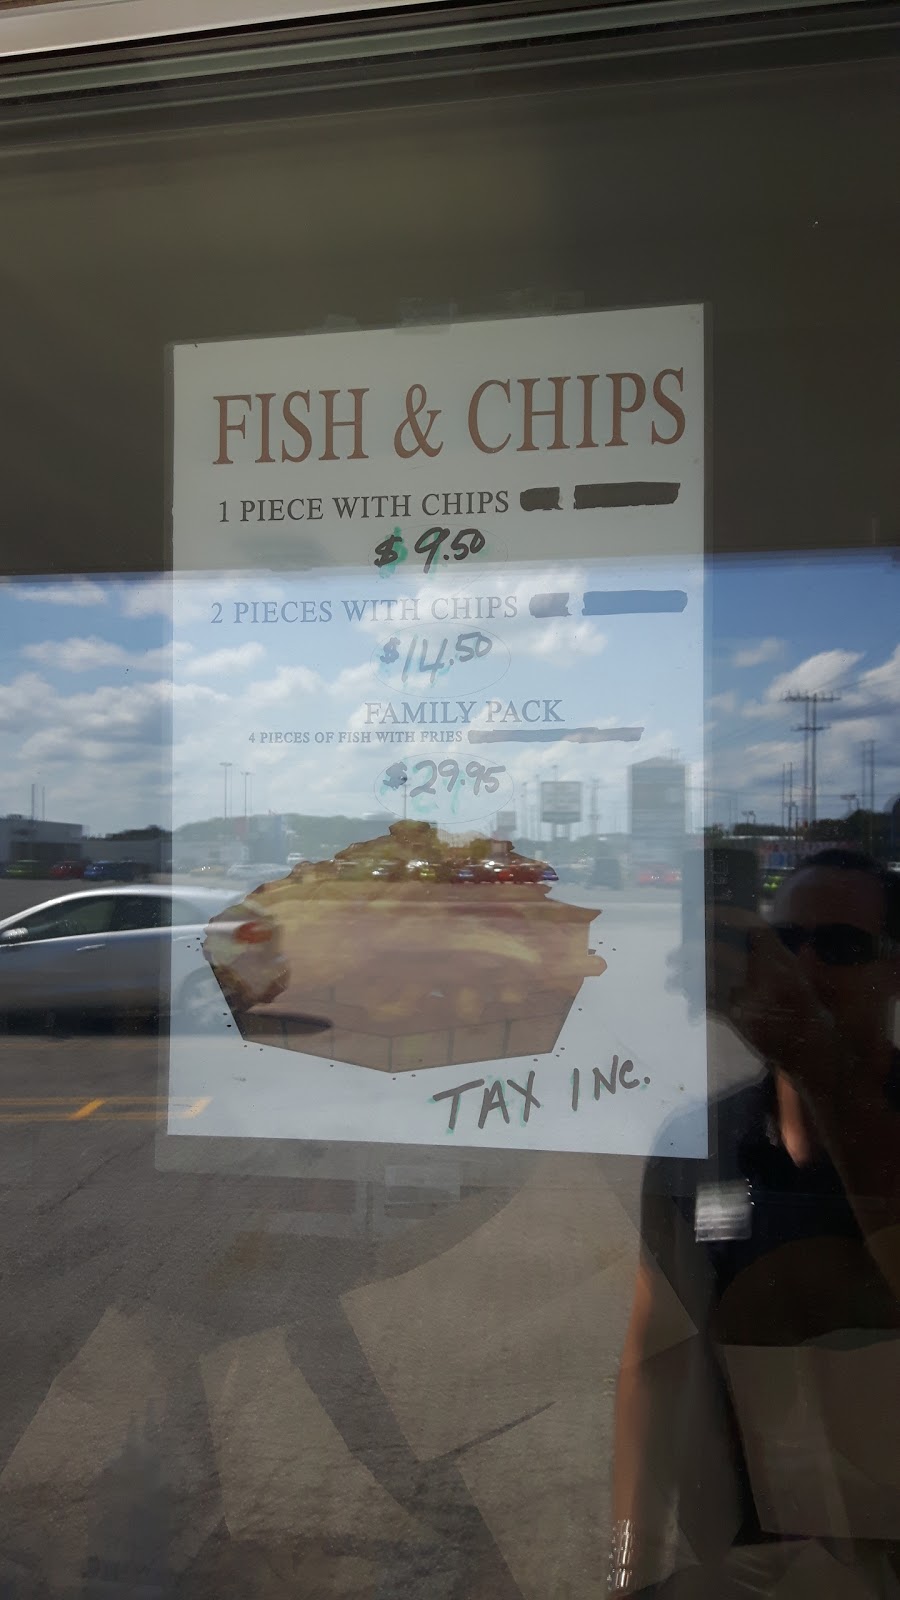 FISH & CHIPS
1 PIECE WITH CHIPS
$ 9.50
2 PIECES WITH CHIPS
$14.50
FAMILY PACK
4 PIECES OF FISH WITH FRIES
$29.95
TAX INC.